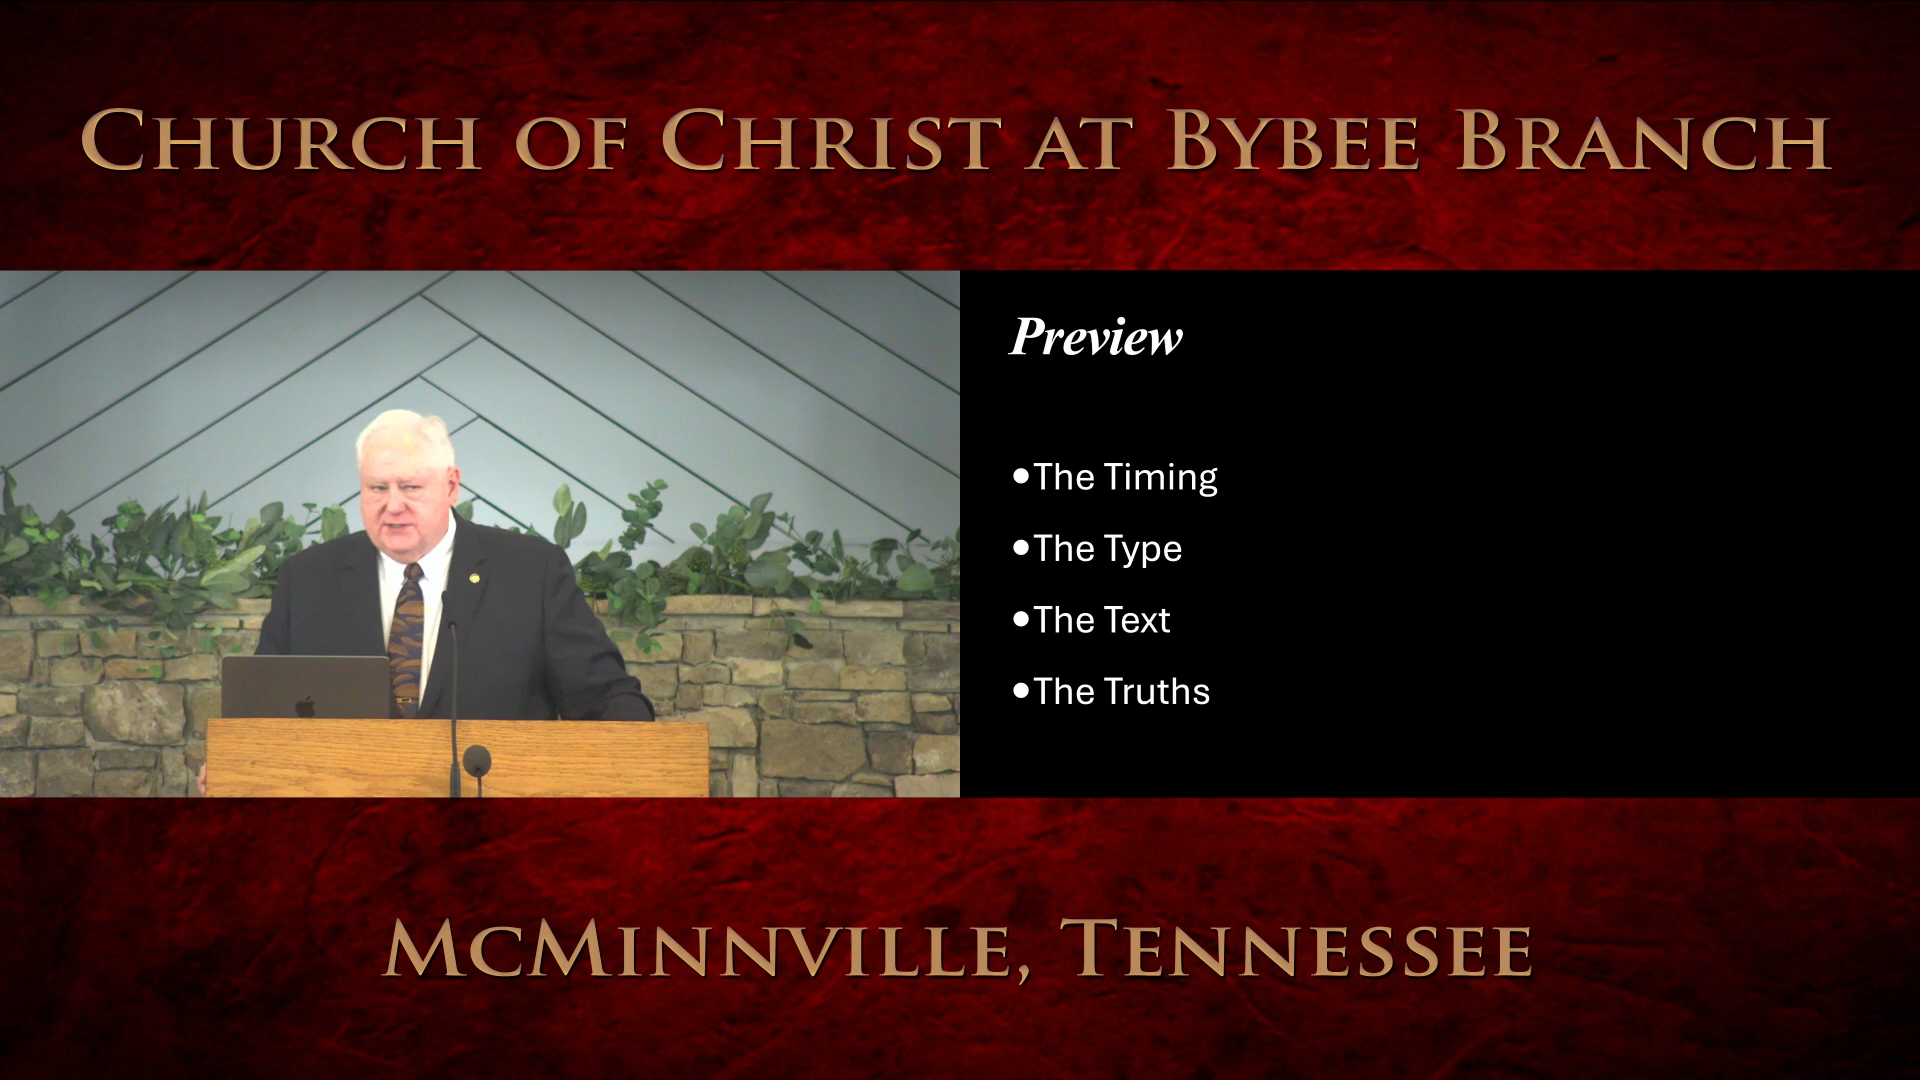 Church of Christ at Bybee Branch
Preview
•The Timing
•The Type
•The Text
•The Truths
McMinnville, Tennessee